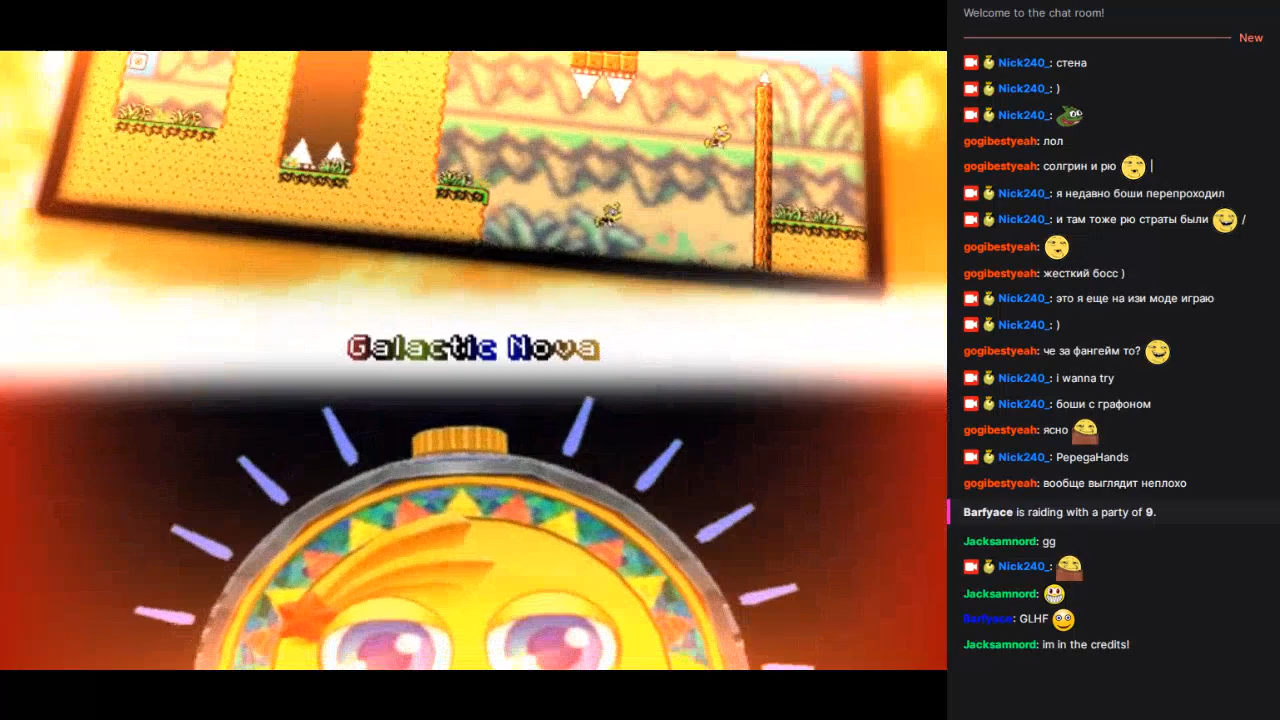 Welcome to the chat room!
New
Nick240_: стена
Nick240_: )
Nick240_:
gogibestyeah: лол
gogibestyeah: солгрин и рю |
Nick240_: я недавно боши перепроходил
Nick240_: и там тоже рю страты были /
gogibestyeah:
gogibestyeah: жесткий босс )
Nick240_: это я еще на изи моде играю
Nick240_: )
gogibestyeah: че за фангейм то?
Nick240_: i wanna try
Nick240_: боши с графоном
gogibestyeah: ясно
Nick240_: PepegaHands
gogibestyeah: вообще выглядит неплохо
Barfyace is raiding with a party of 9.
Jacksamnord: gg
Nick240_:
Jacksamnord:
Barfyace: GLHF
Jacksamnord: im in the credits!
Galactic Nova